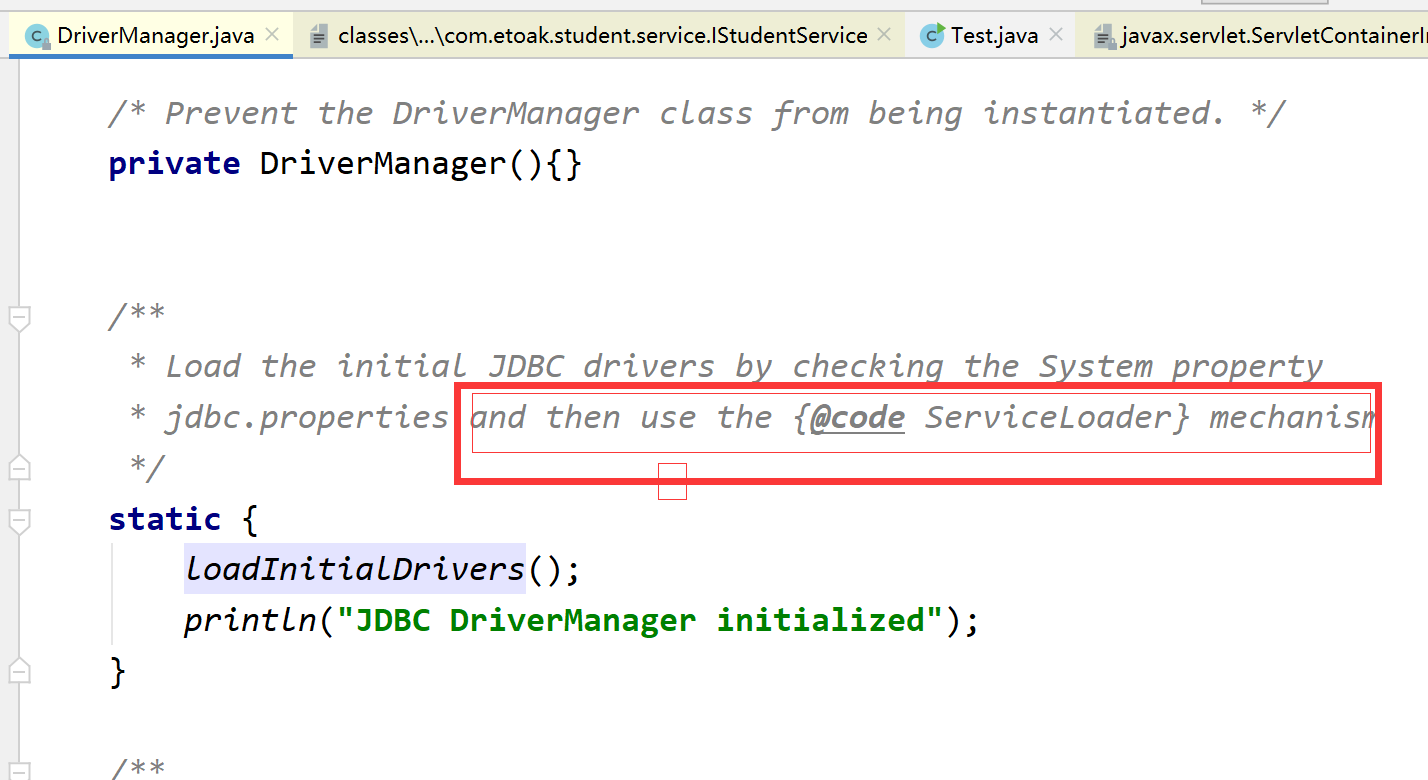 DriverManager.java
classes\...\com.etoak.student.service.IStudentService
Test.java
javax.servlet.ServletContainerI
/* Prevent the DriverManager class from being instantiated. */
private DriverManager(){}
/**
* Load the initial JDBC drivers by checking the System property
* jdbc.properties and then use the {@code ServiceLoader} mechanism
*/
static {
loadInitialDrivers();
println("JDBC DriverManager initialized");
}
/**